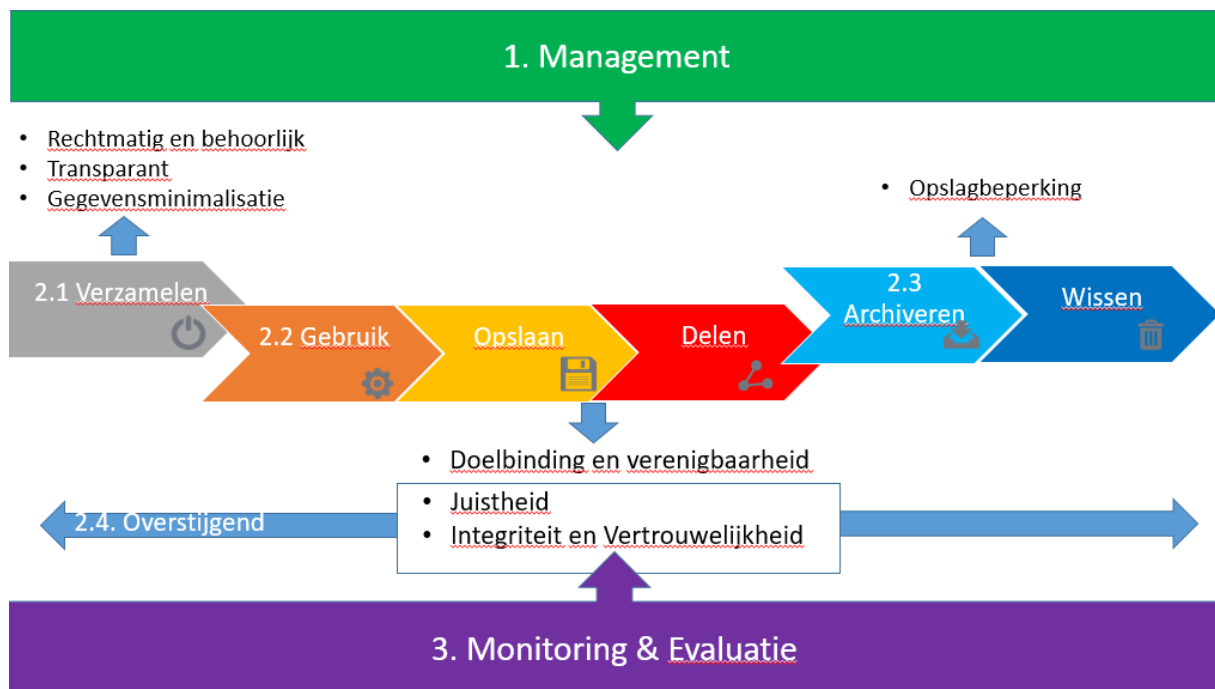 1. Management
• Rechtmatig en behoorlijk
• Transparant
• Gegevensminimalisatie
• Opslagbeperking
2.1 Verzamelen
2.2 Gebruik
Opslaan
Delen
2.3
Archiveren
Wissen
• Doelbinding en verenigbaarheid
• Juistheid
• Integriteit en Vertrouwelijkheid
2.4. Overstijgend
3. Monitoring & Evaluatie